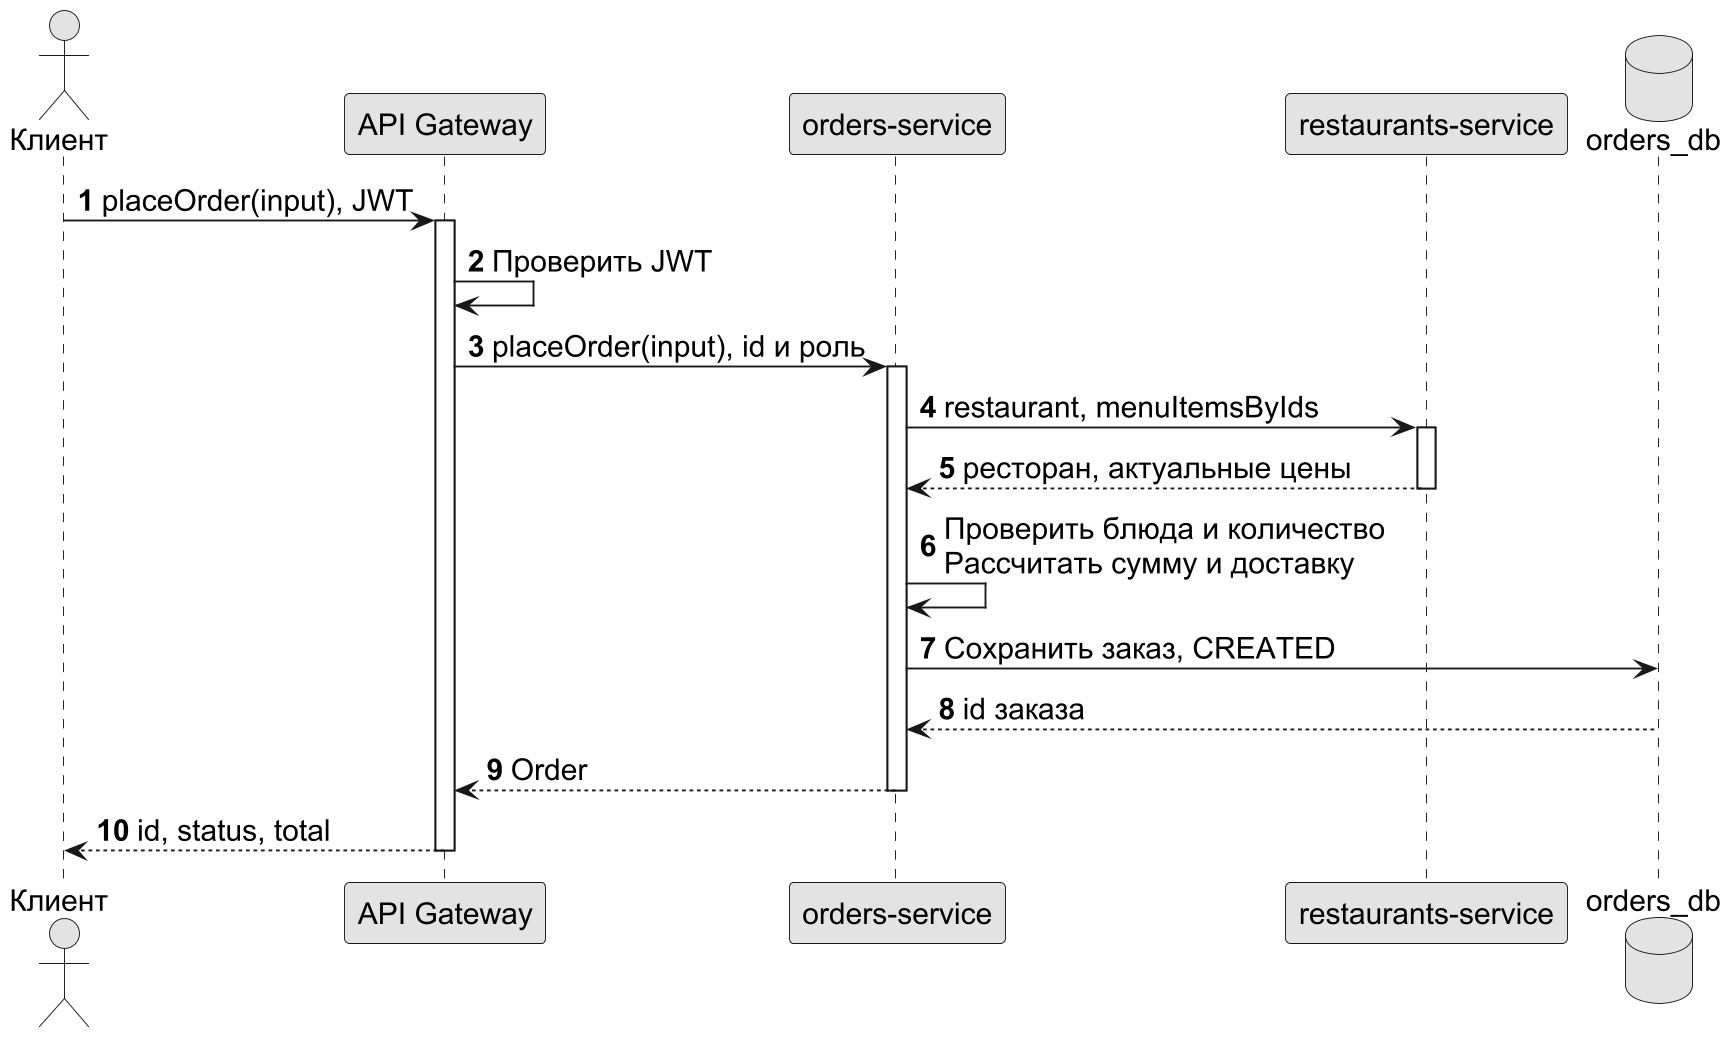 Клиент
API Gateway
orders-service
restaurants-service
orders_db
1 placeOrder(input), JWT
2 Проверить JWT
3 placeOrder(input), id и роль
4 restaurant, menuItemsByIds
5 ресторан, актуальные цены
6 Проверить блюда и количество
Рассчитать сумму и доставку
7 Сохранить заказ, CREATED
8 id заказа
9 Order
10 id, status, total
Клиент
API Gateway
orders-service
restaurants-service
orders_db